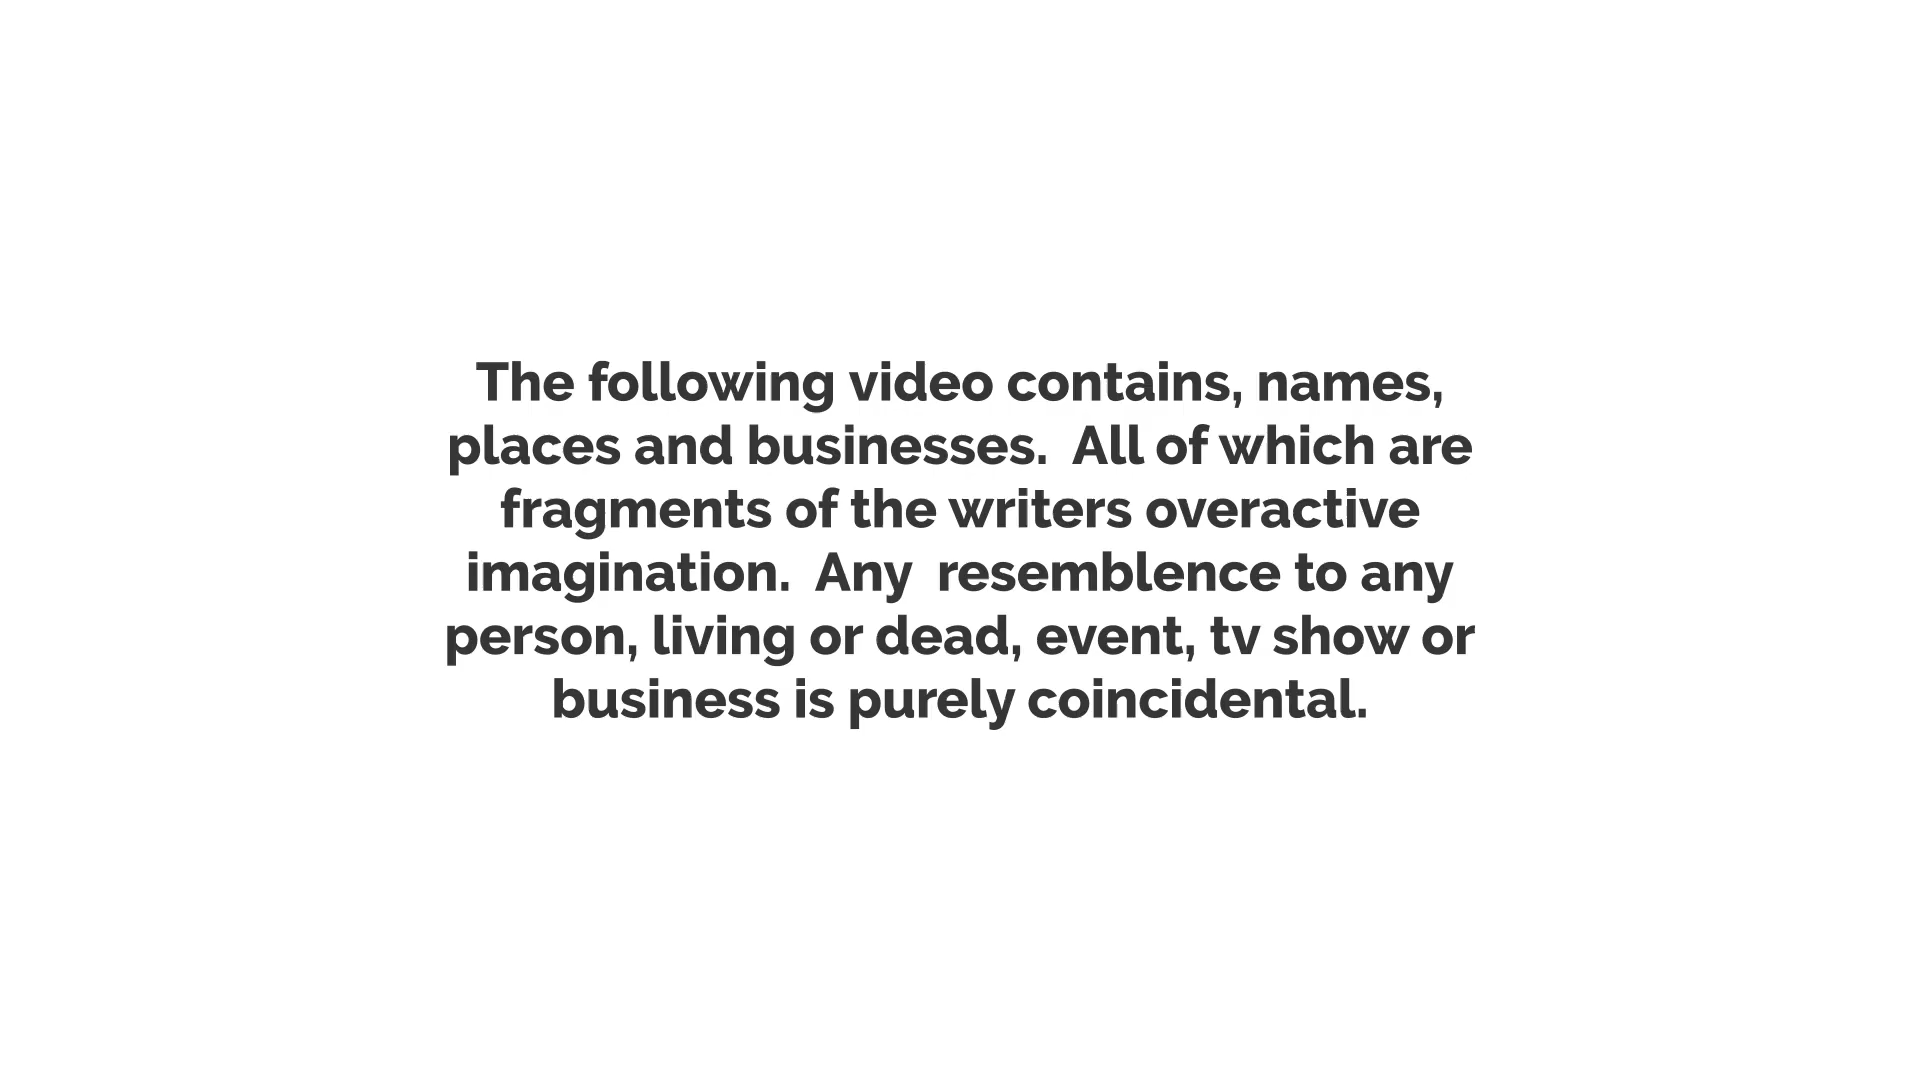 The following video contains, names,
places and businesses.  All of which are
fragments of the writers overactive
imagination.  Any  resemblence to any
person, living or dead, event, tv show or
business is purely coincidental.